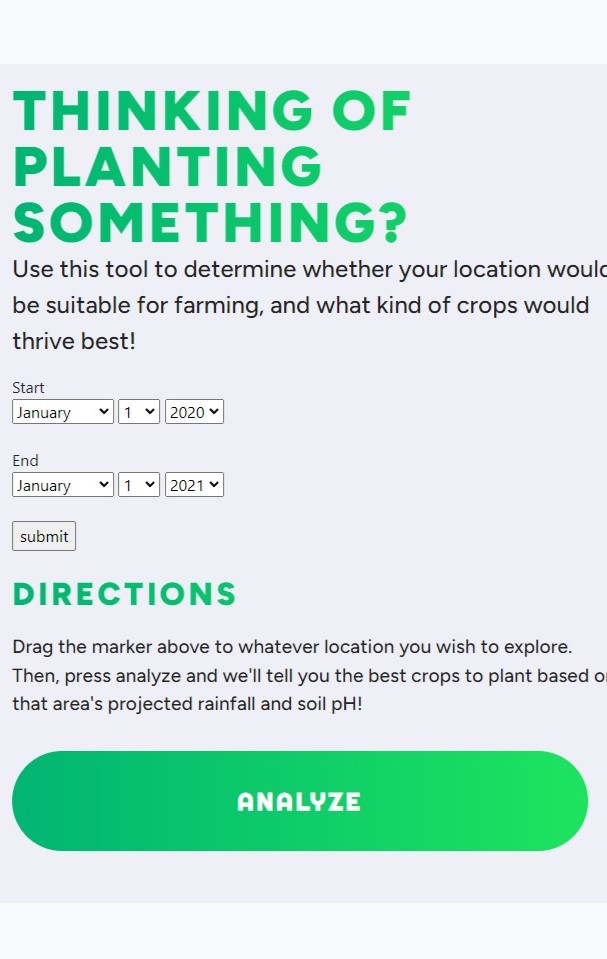 THINKING OF
PLANTING
SOMETHING?
Use this tool to determine whether your location would
be suitable for farming, and what kind of crops would
thrive best!
Start
January 1 2020
End
January 1 2021
submit
DIRECTIONS
Drag the marker above to whatever location you wish to explore.
Then, press analyze and we'll tell you the best crops to plant based on
that area's projected rainfall and soil pH!
ANALYZE